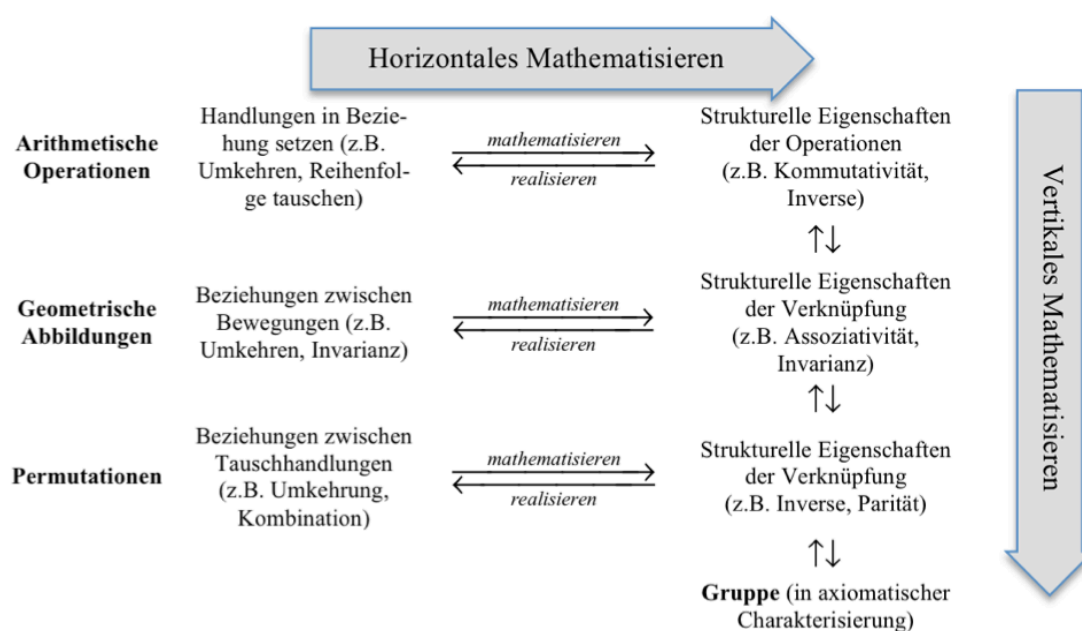 Horizontales Mathematisieren
Arithmetische
Operationen
Handlungen in Bezie-
hung setzen (z.B.
Umkehren, Reihenfol-
ge tauschen)
mathematisieren
realisieren
Strukturelle Eigenschaften
der Operationen
(z.B. Kommutativität,
Inverse)
↑↓
Geometrische
Abbildungen
Beziehungen zwischen
Bewegungen (z.B.
Umkehren, Invarianz)
mathematisieren
realisieren
Strukturelle Eigenschaften
der Verknüpfung
(z.B. Assoziativität,
Invarianz)
↑↓
Permutationen
Beziehungen zwischen
Tauschhandlungen
(z.B. Umkehrung,
Kombination)
mathematisieren
realisieren
Strukturelle Eigenschaften
der Verknüpfung
(z.B. Inverse, Parität)
↑↓
Gruppe (in axiomatischer
Charakterisierung)
Vertikales Mathematisieren